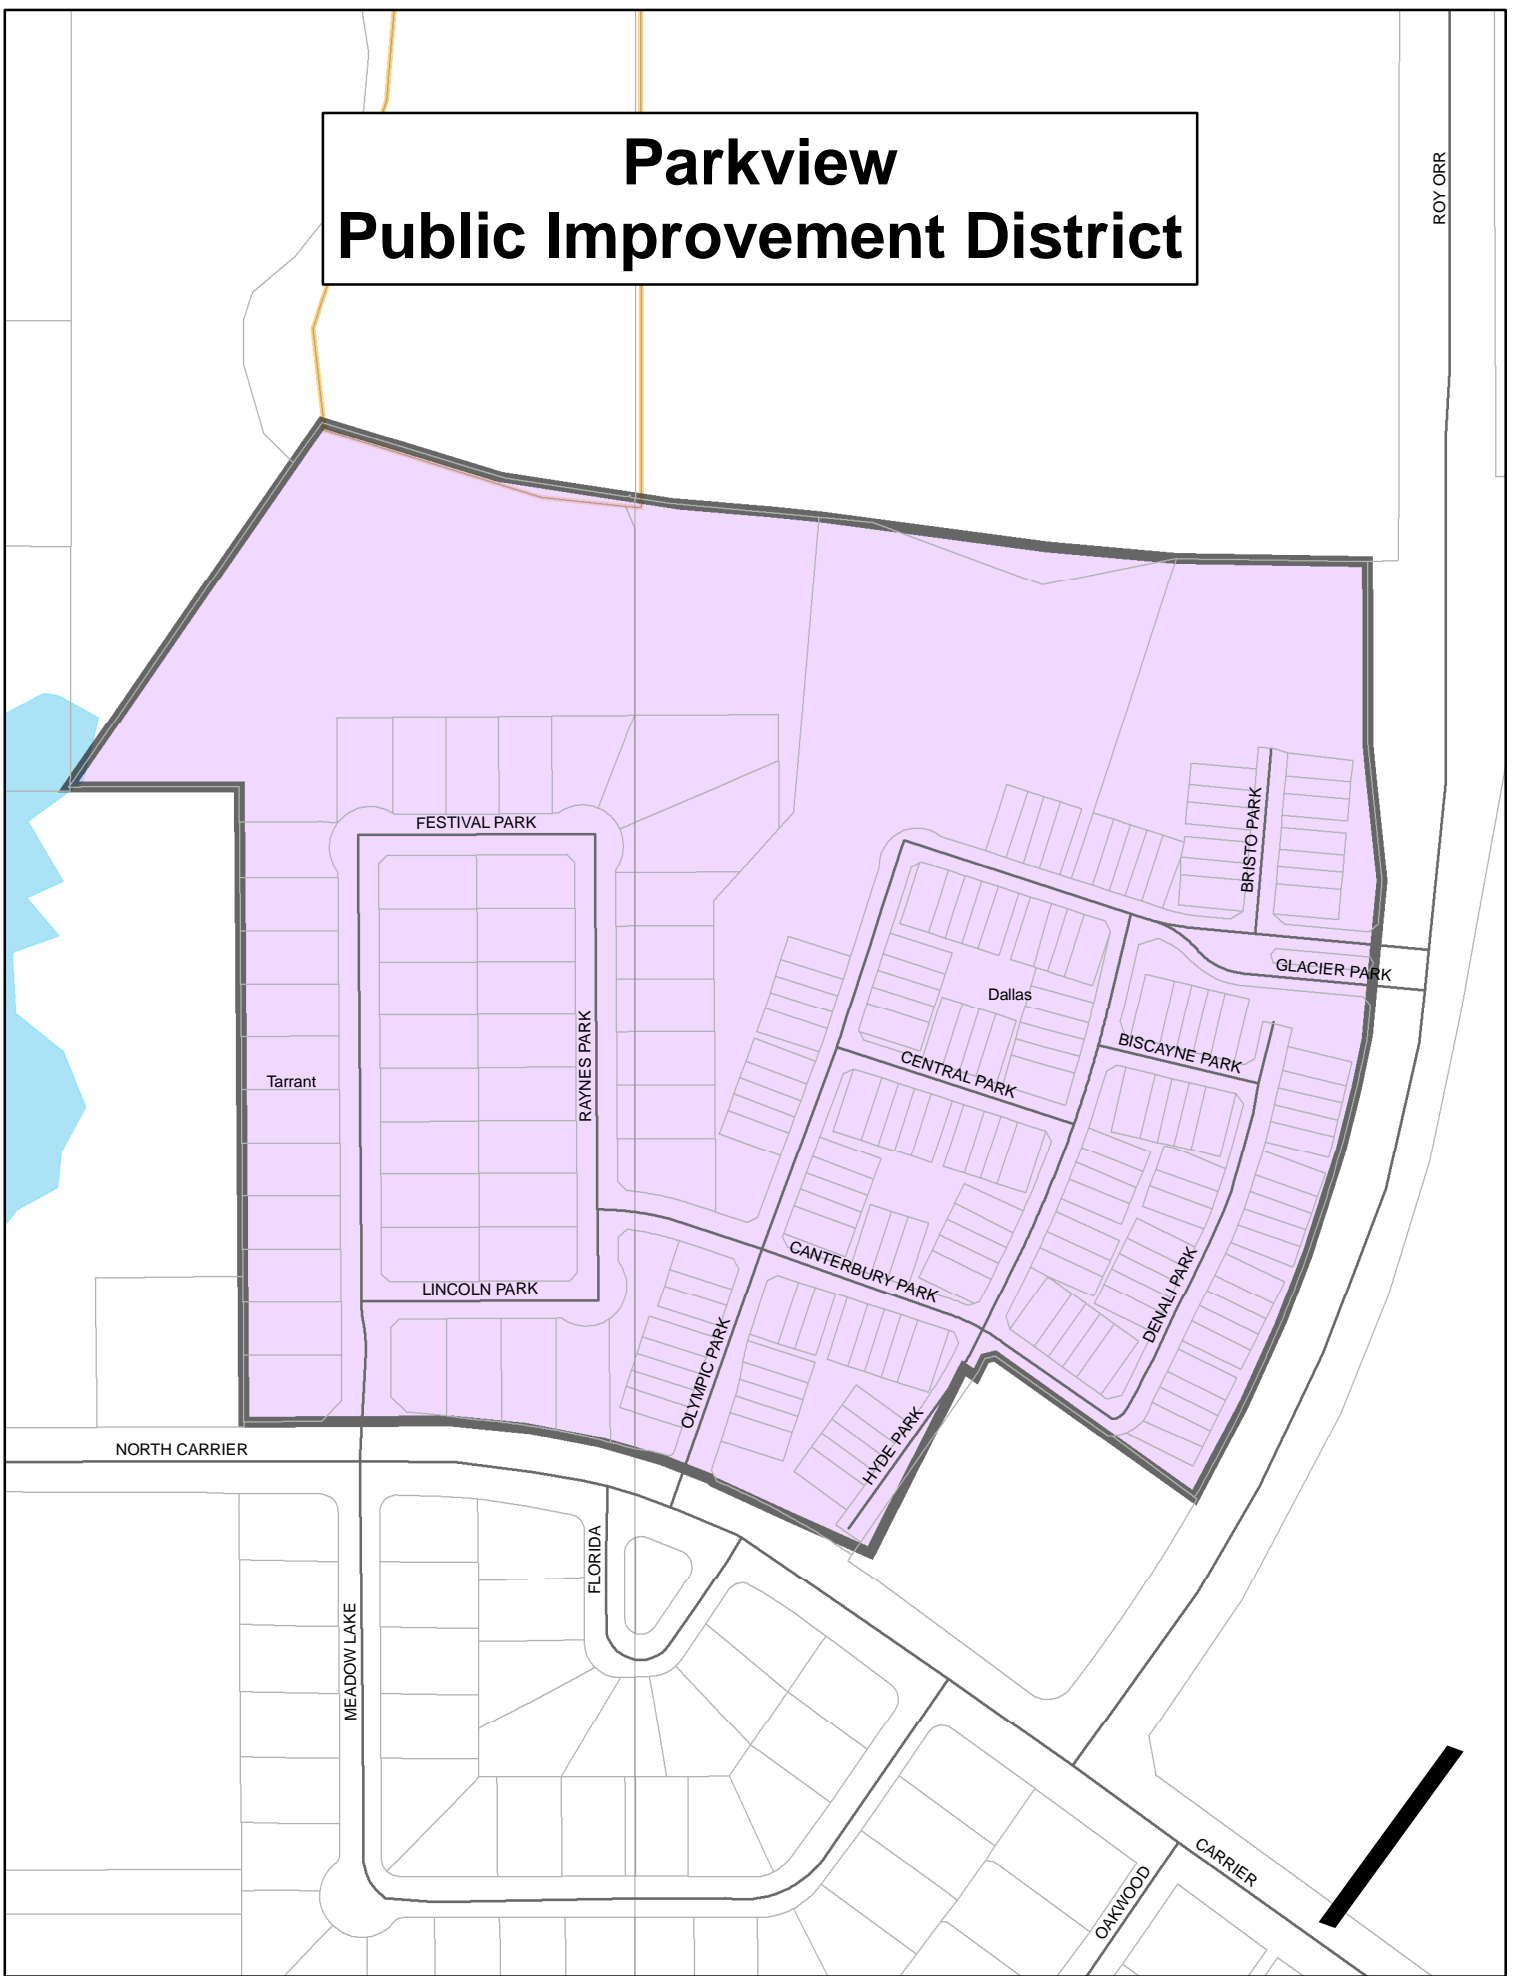 Parkview
Public Improvement District
ROY ORR
FESTIVAL PARK
BRISTO PARK
GLACIER PARK
Dallas
RAYNES PARK
BISCAYNE PARK
CENTRAL PARK
Tarrant
CANTERBURY PARK
LINCOLN PARK
DENALI PARK
OLYMPIC PARK
HYDE PARK
NORTH CARRIER
FLORIDA
MEADOW LAKE
CARRIER
OAKWOOD